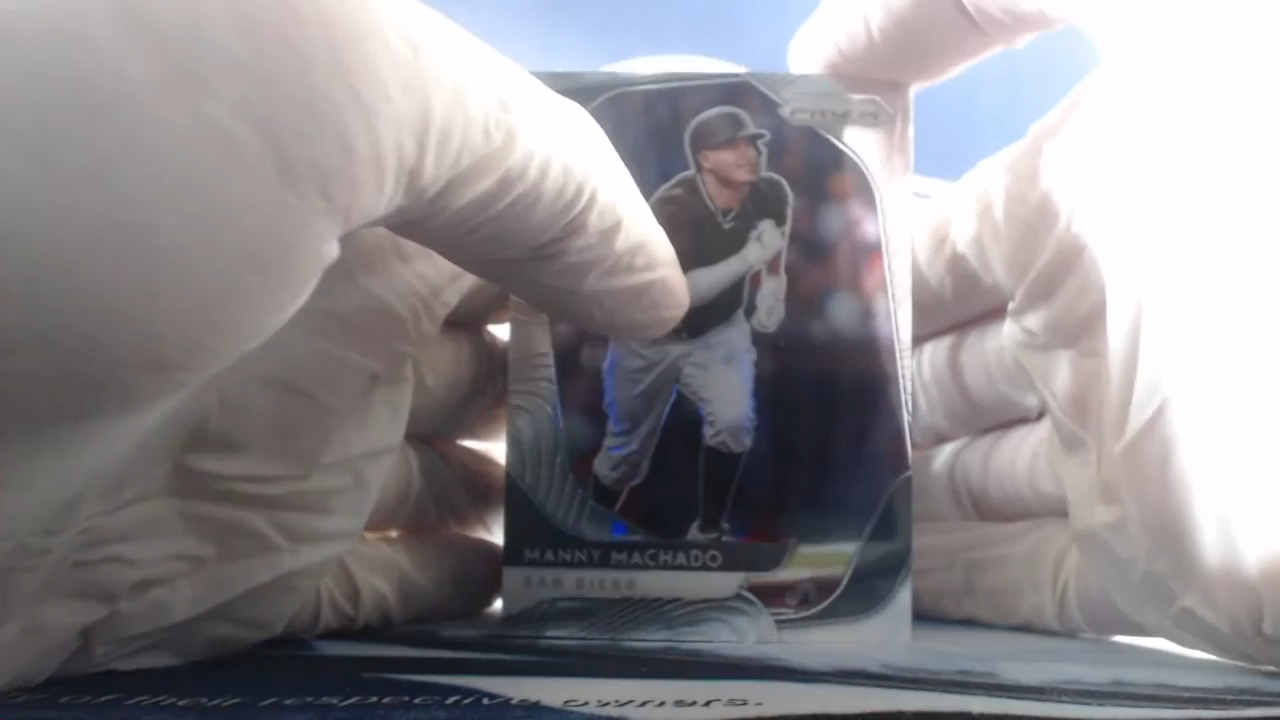 PRIZM
MANNY MACHADO
SAN DIEGO
of their respective owners.